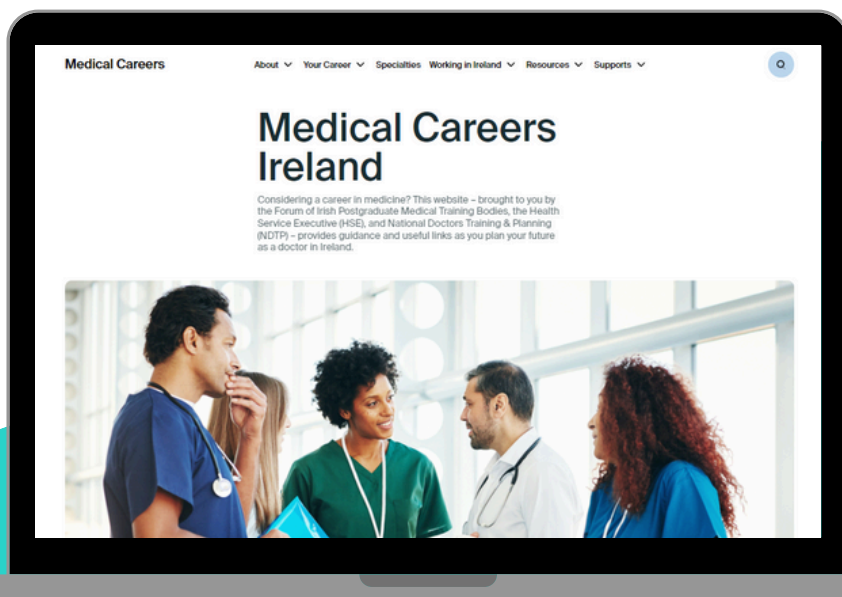 Medical Careers
About Your Career Specialties Working in Ireland Resources Supports
Medical Careers
Ireland
Considering a career in medicine? This website – brought to you by
the Forum of Irish Postgraduate Medical Training Bodies, the Health
Service Executive (HSE), and National Doctors Training & Planning
(NDTP) – provides guidance and useful links as you plan your future
as a doctor in Ireland.